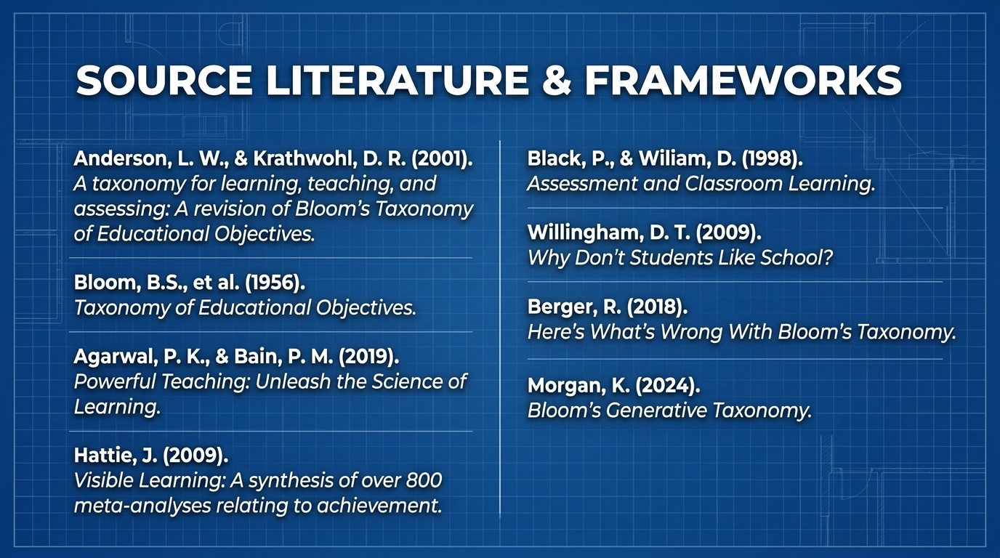 SOURCE LITERATURE & FRAMEWORKS
Anderson, L. W., & Krathwohl, D. R. (2001).
A taxonomy for learning, teaching, and
assessing: A revision of Bloom's Taxonomy
of Educational Objectives.
Bloom, B.S., et al. (1956).
Taxonomy of Educational Objectives.
Agarwal, P. K., & Bain, P. M. (2019).
Powerful Teaching: Unleash the Science of
Learning.
Hattie, J. (2009).
Visible Learning: A synthesis of over 800
meta-analyses relating to achievement.
Black, P., & Wiliam, D. (1998).
Assessment and Classroom Learning.
Willingham, D. T. (2009).
Why Don't Students Like School?
Berger, R. (2018).
Here's What's Wrong With Bloom's Taxonomy.
Morgan, K. (2024).
Bloom's Generative Taxonomy.